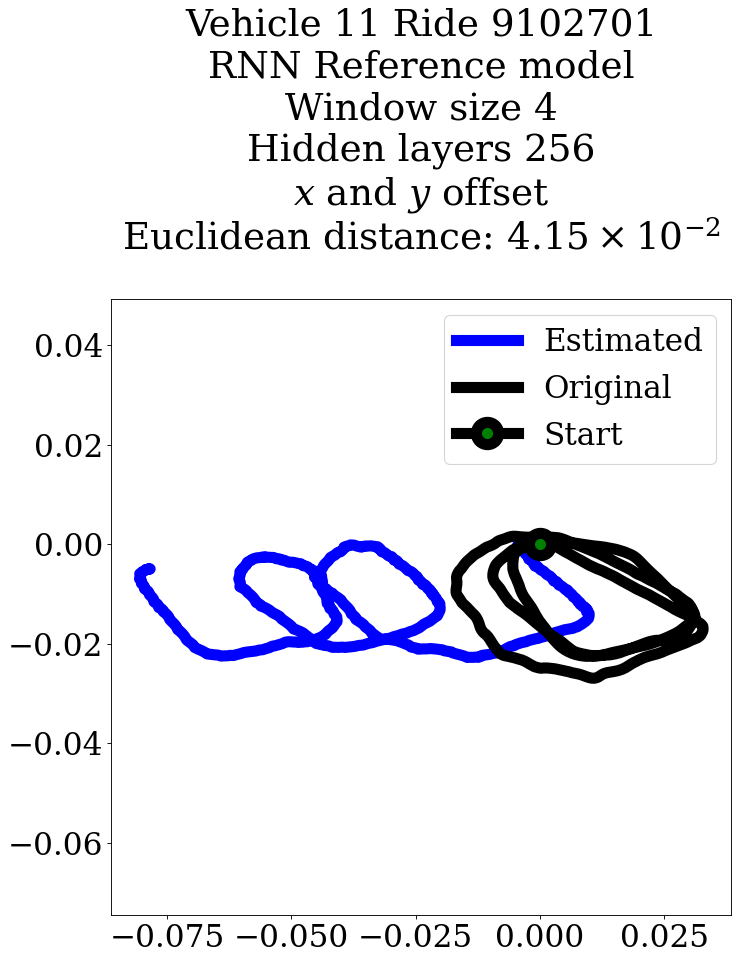 Vehicle 11 Ride 9102701
RNN Reference model
Window size 4
Hidden layers 256
x and y offset
Euclidean distance: 4.15 × 10⁻²
Estimated
Original
Start
0.04
0.02
0.00
−0.02
−0.04
−0.06
−0.075 −0.050 −0.025 0.000 0.025